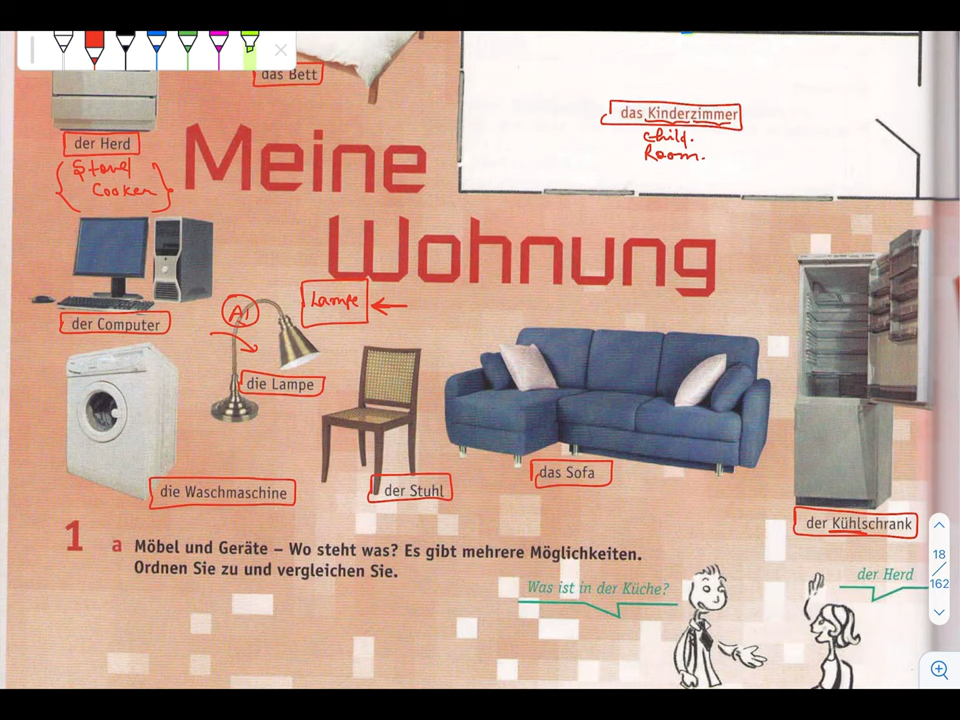 das Bett
das Kinderzimmer
child.
Room.
der Herd
Cooker
Meine
Wohnung
Lampe
A1
der Computer
die Lampe
das Sofa
der Stuhl
die Waschmaschine
der Kühlschrank
1 a Möbel und Geräte – Wo steht was? Es gibt mehrere Möglichkeiten.
Ordnen Sie zu und vergleichen Sie.
Was ist in der Küche?
der Herd
18
162